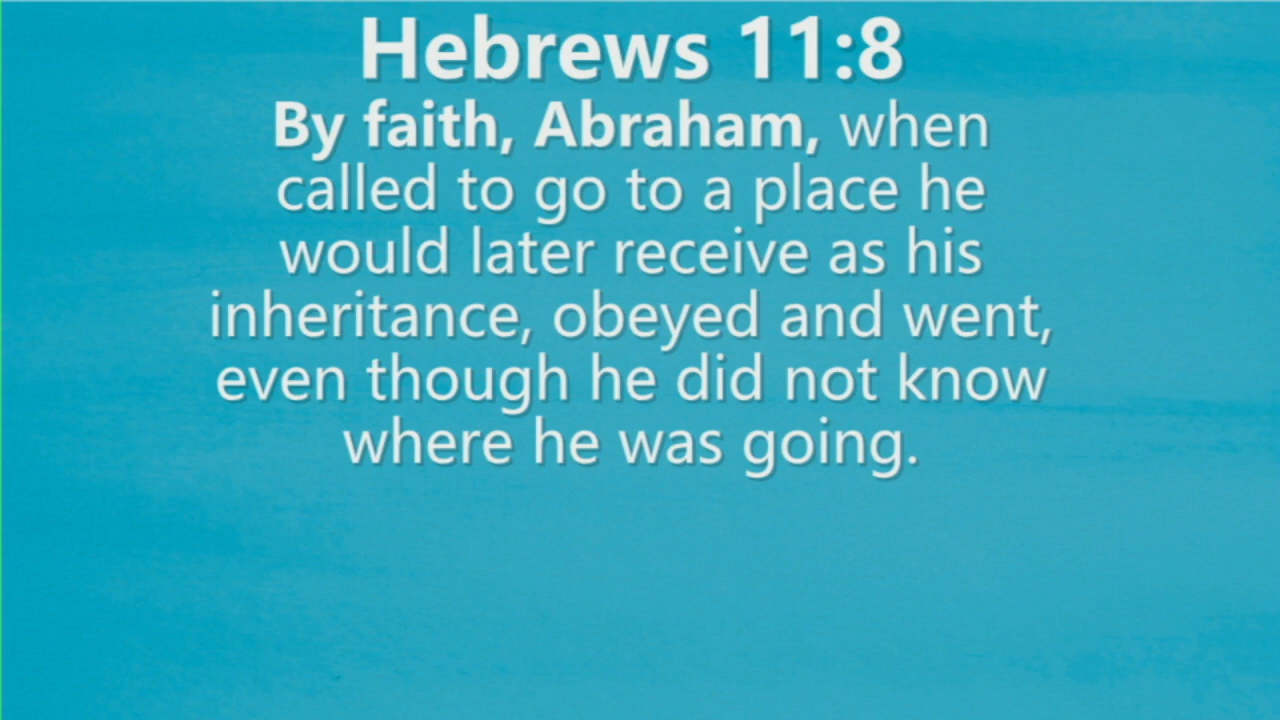 Hebrews 11:8
By faith, Abraham, when
called to go to a place he
would later receive as his
inheritance, obeyed and went,
even though he did not know
where he was going.